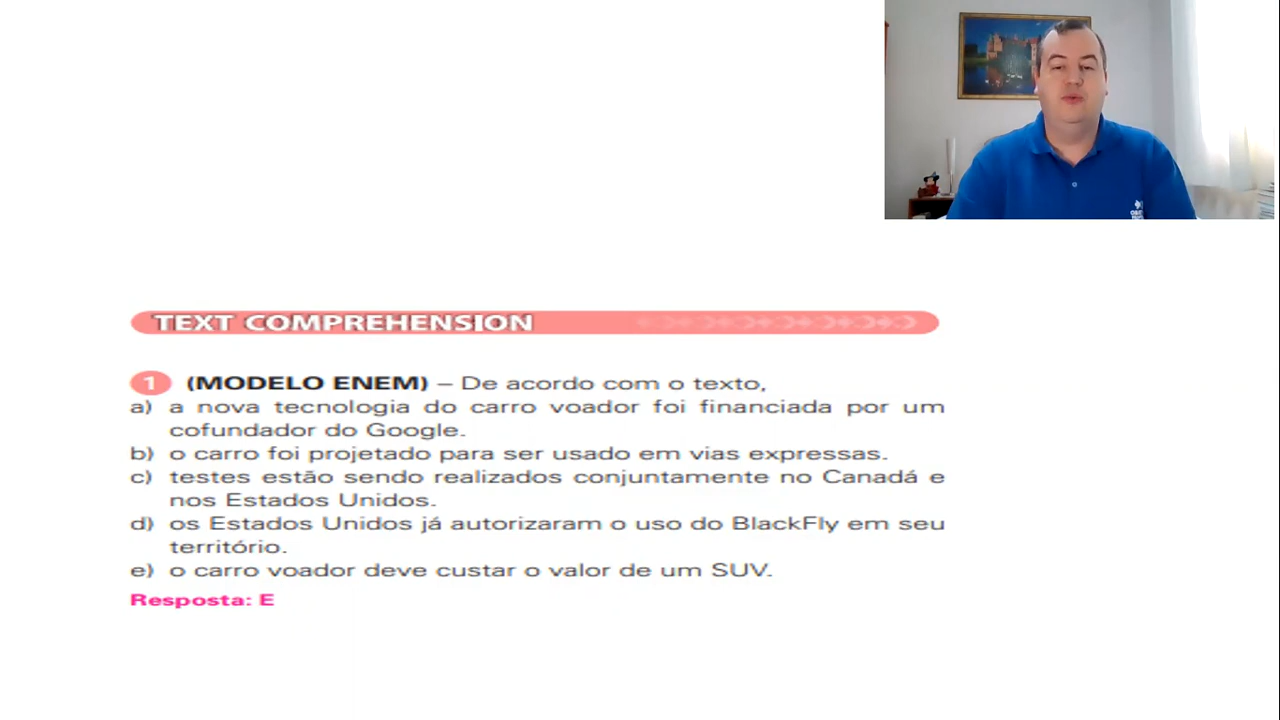 TEXT COMPREHENSION
1 (MODELO ENEM) – De acordo com o texto,
a) a nova tecnologia do carro voador foi financiada por um
cofundador do Google.
b) o carro foi projetado para ser usado em vias expressas.
c) testes estão sendo realizados conjuntamente no Canadá e
nos Estados Unidos.
d) os Estados Unidos já autorizaram o uso do BlackFly em seu
território.
e) o carro voador deve custar o valor de um SUV.
Resposta: E